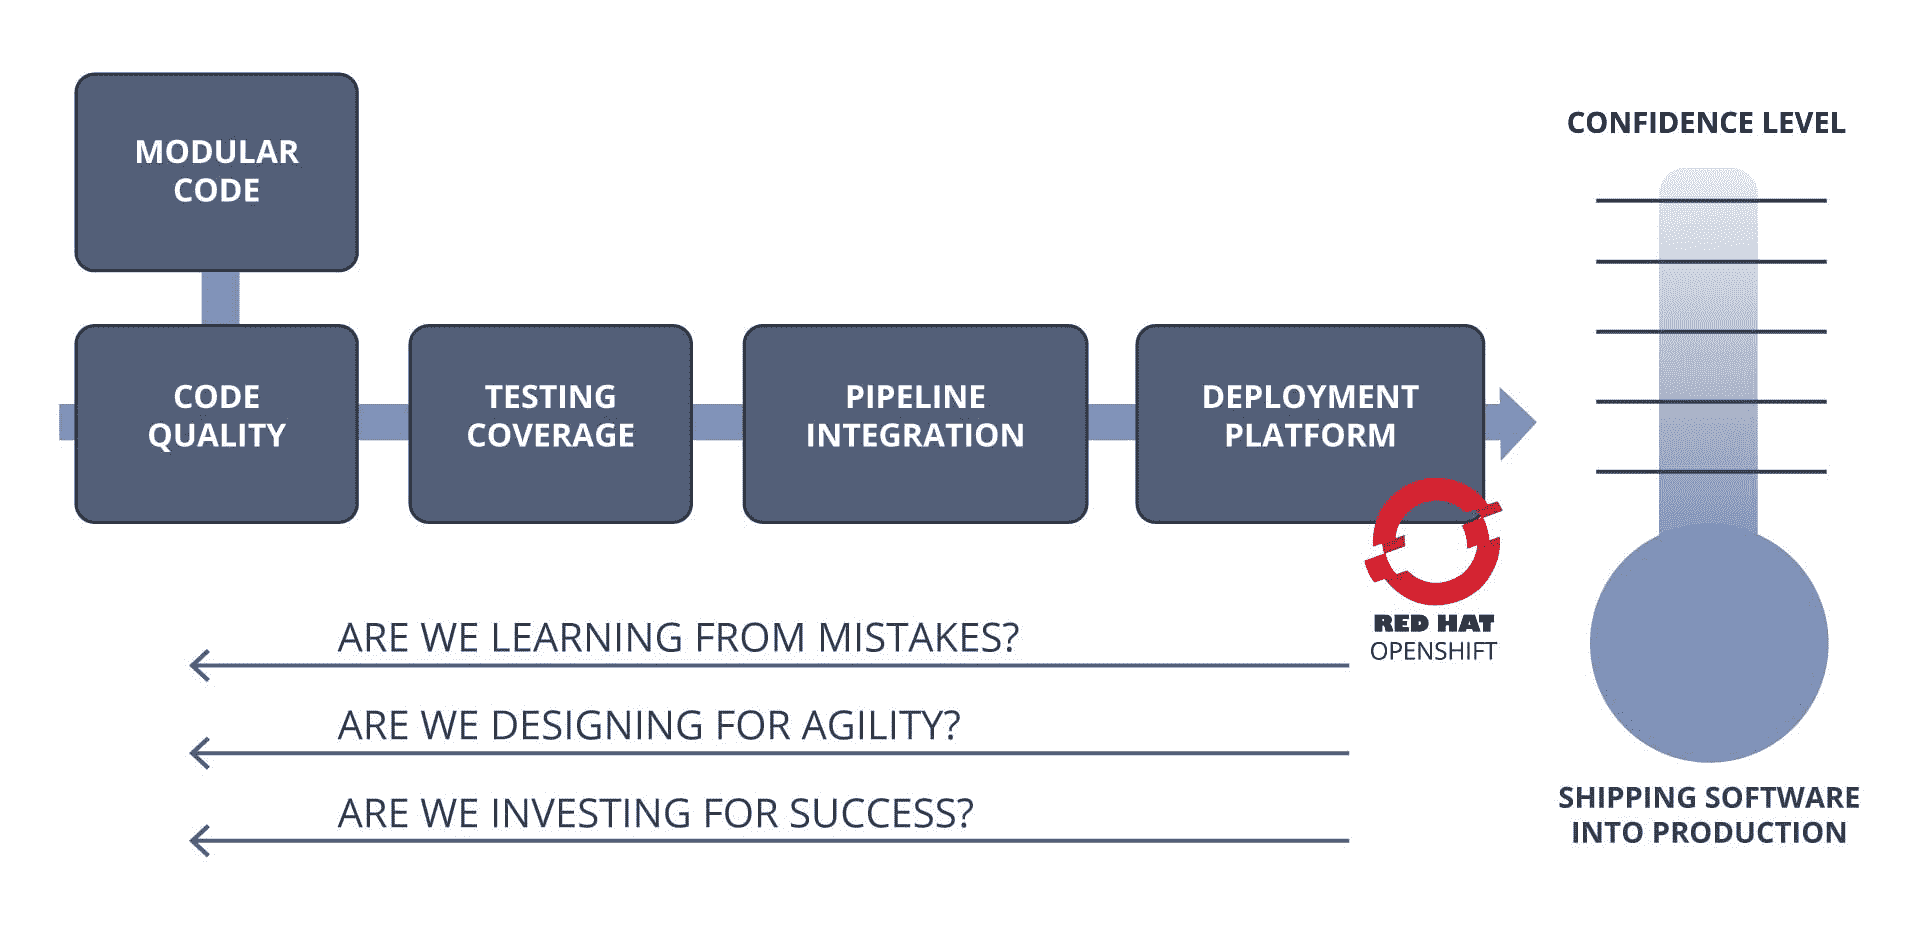 MODULAR
CODE
CODE
QUALITY
TESTING
COVERAGE
PIPELINE
INTEGRATION
DEPLOYMENT
PLATFORM
RED HAT
OPENSHIFT
ARE WE LEARNING FROM MISTAKES?
ARE WE DESIGNING FOR AGILITY?
ARE WE INVESTING FOR SUCCESS?
CONFIDENCE LEVEL
SHIPPING SOFTWARE
INTO PRODUCTION